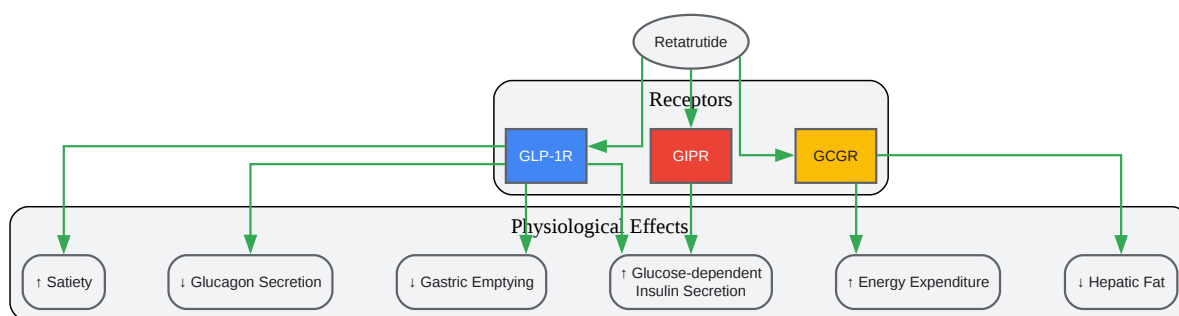 Retatrutide
Receptors
GLP-1R
GIPR
GCGR
Physiological Effects
↑ Satiety
↓ Glucagon Secretion
↓ Gastric Emptying
↑ Glucose-dependent
Insulin Secretion
↑ Energy Expenditure
↓ Hepatic Fat